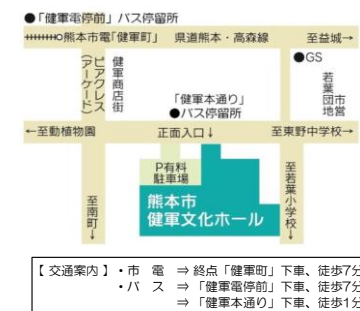 ●「健軍電停前」バス停留所
熊本市電「健軍町」 県道熊本・高森線 至益城→
健軍商店街
ピアクレス
(アーケード)
●GS
若葉団地
市営
「健軍本通り」
●バス停留所
←至動植物園 正面入口↓ 至東野中学校→
P有料
駐車場
熊本市
健軍文化ホール
至南町↓
至若葉小学校↓
【 交通案内 】・市 電 ⇒ 終点「健軍町」下車、徒歩7分
・バ ス ⇒ 「健軍電停前」下車、徒歩7分
⇒ 「健軍本通り」下車、徒歩1分